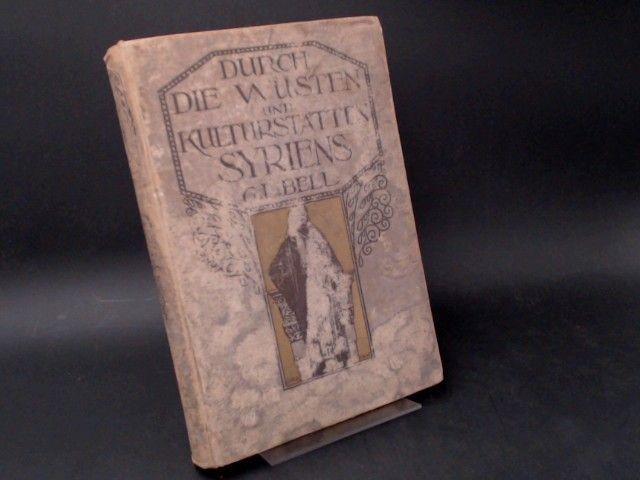 DURCH
DIE WÜSTEN
UND
KULTURSTÄTTEN
SYRIENS
G.L. BELL